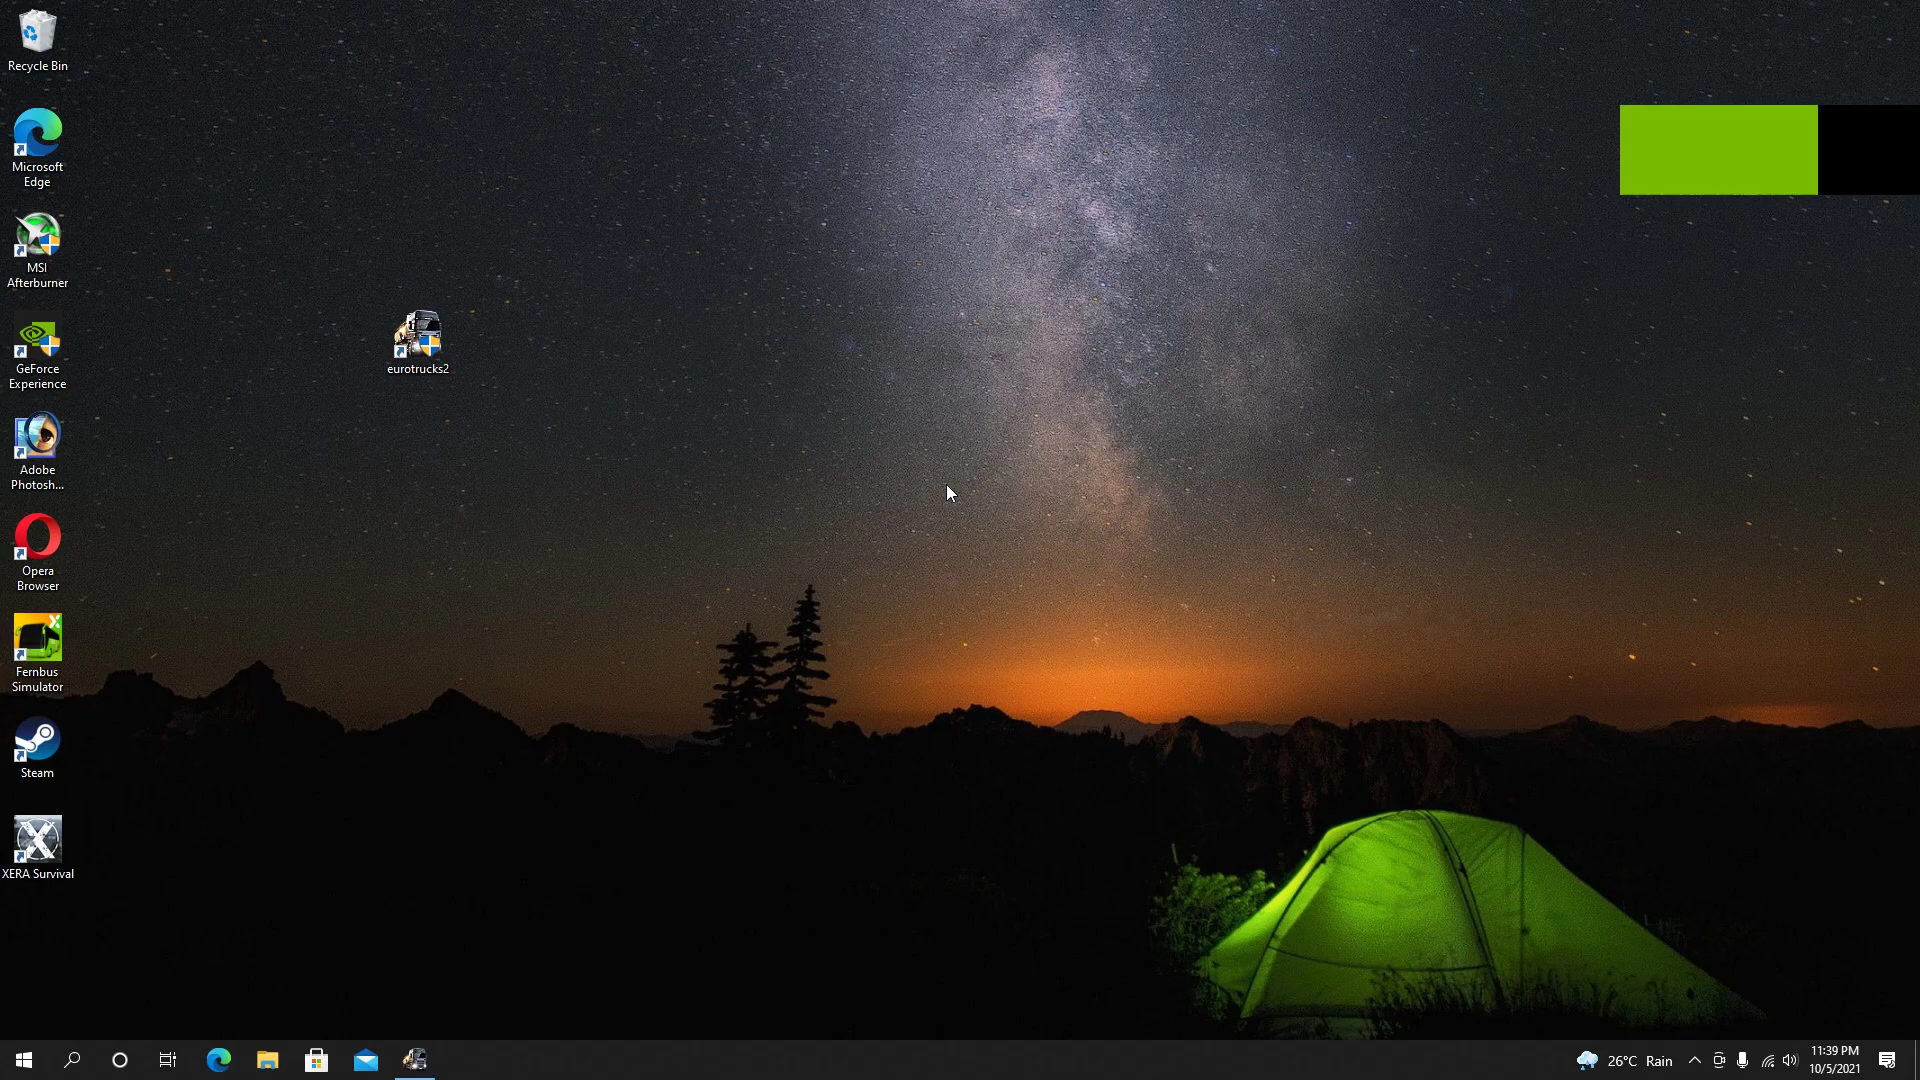 Recycle Bin
Microsoft
Edge
MSI
Afterburner
GeForce
Experience
Adobe
Photosh...
Opera
Browser
Fernbus
Simulator
Steam
XERA Survival
eurotrucks2
26°C Rain
11:39 PM
10/5/2021